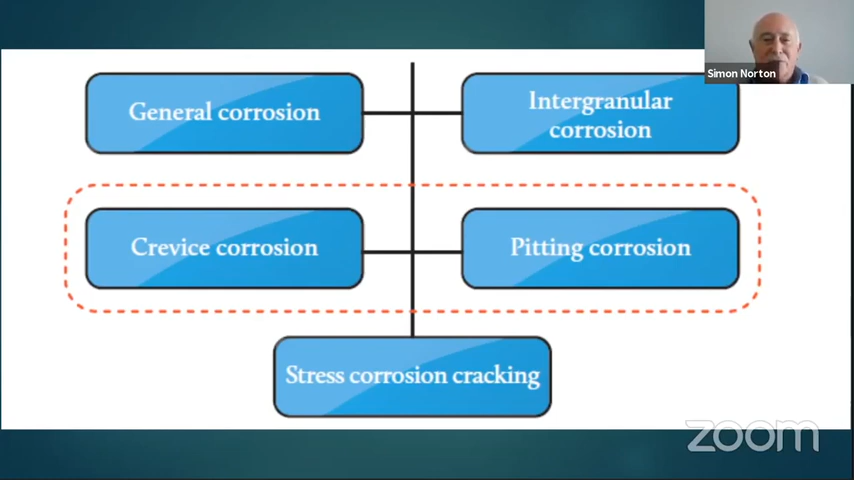 Simon Norton
General corrosion
Intergranular
corrosion
Crevice corrosion
Pitting corrosion
Stress corrosion cracking
zoom